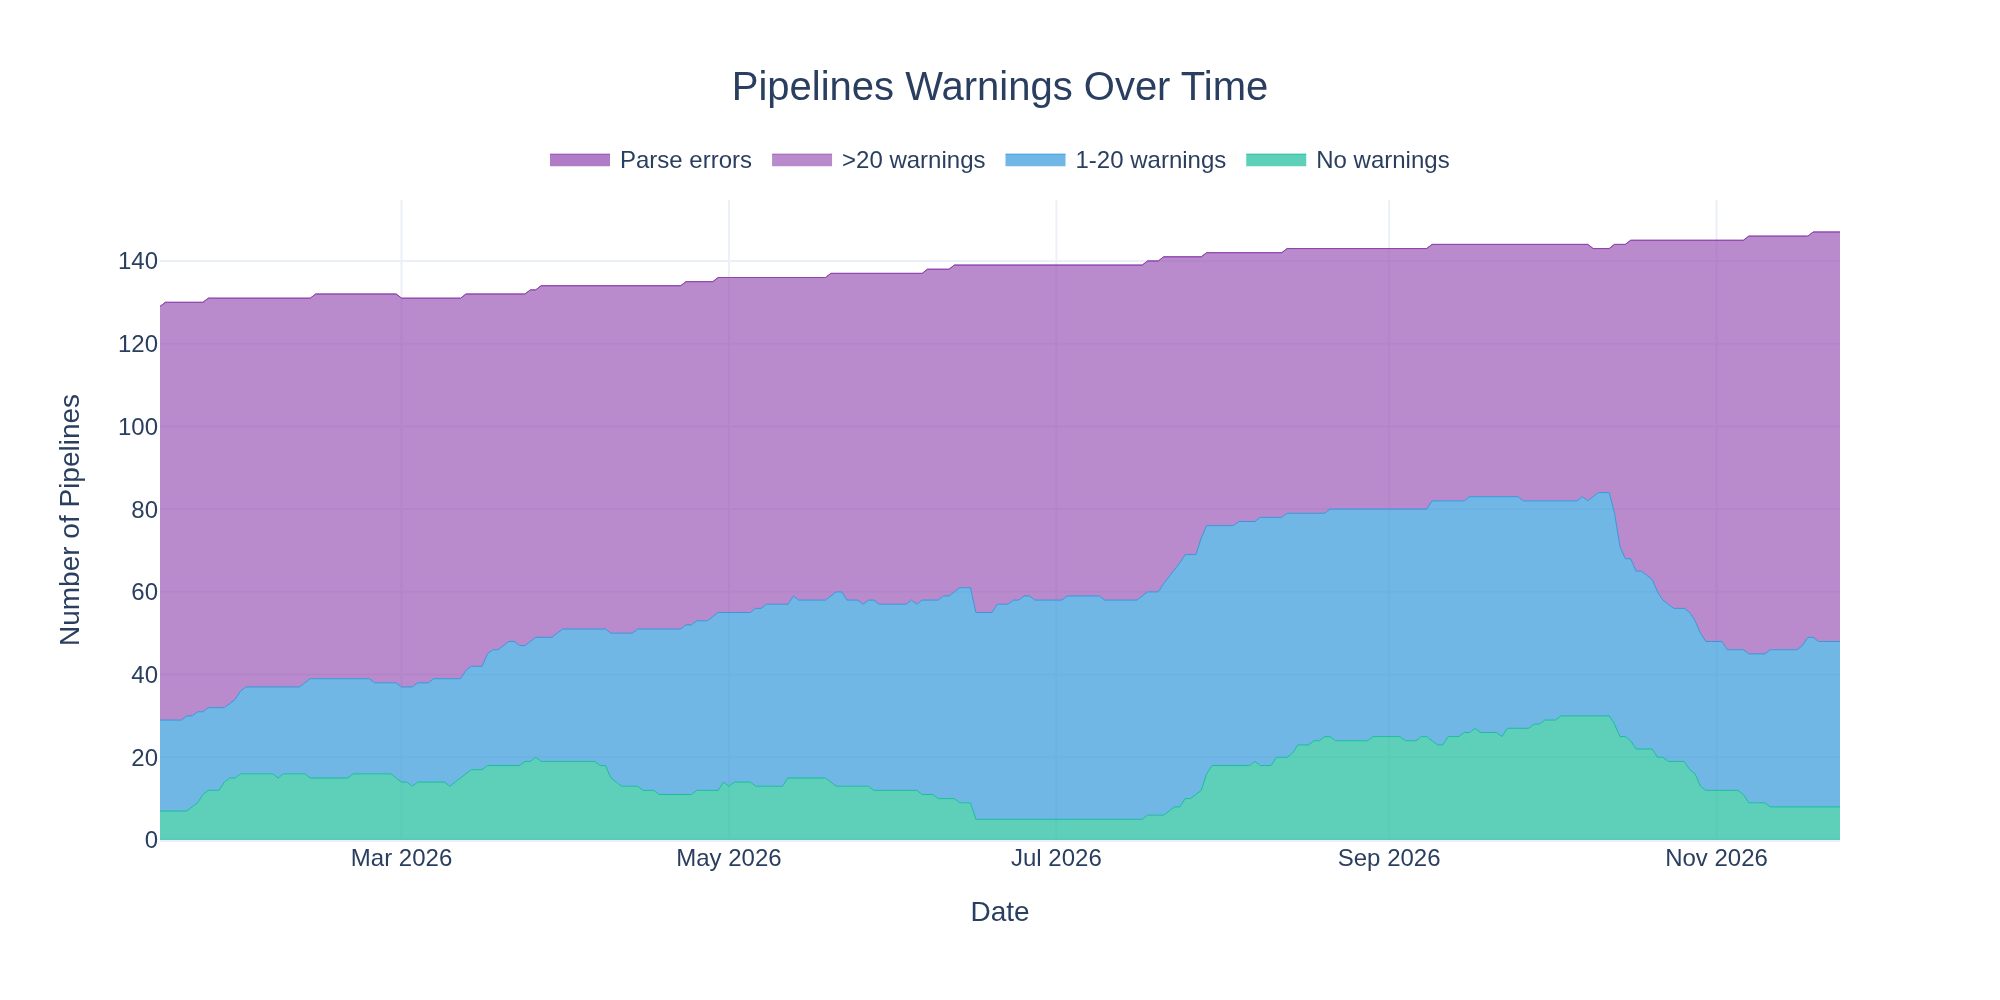 Pipelines Warnings Over Time
Parse errors >20 warnings 1-20 warnings No warnings
Number of Pipelines
140
120
100
80
60
40
20
0
Mar 2026 May 2026 Jul 2026 Sep 2026 Nov 2026
Date